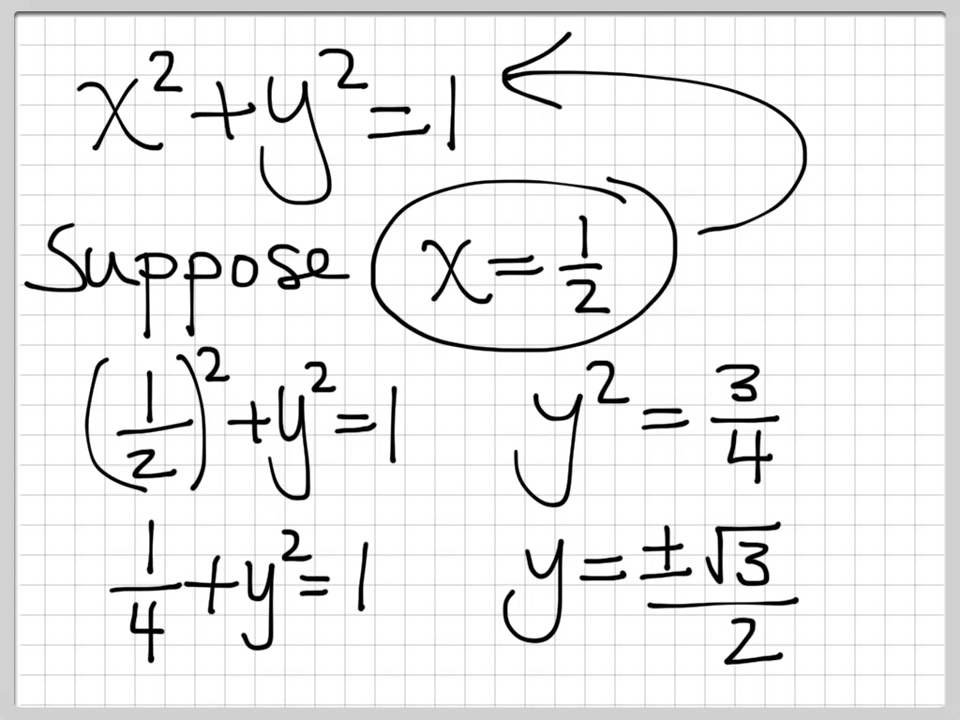 x² + y² = 1
Suppose x = 1/2
(1/2)² + y² = 1
1/4 + y² = 1
y² = 3/4
y = ±√3/2